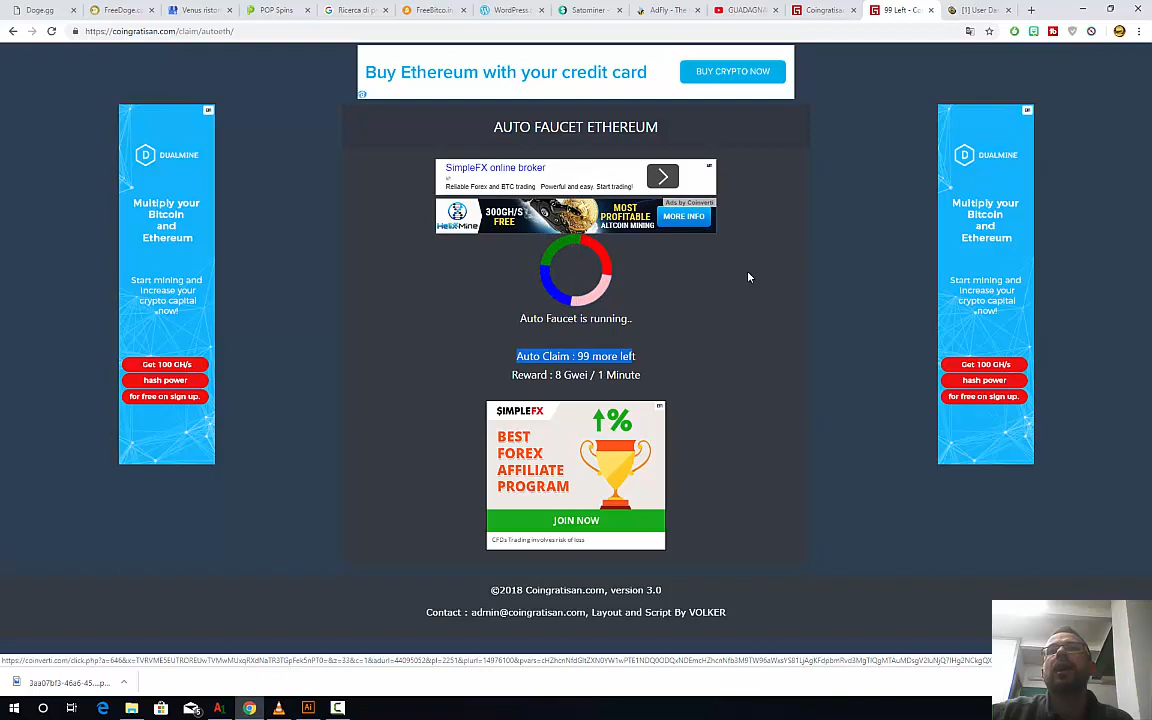 Doge.gg
FreeDoge.c
Venus ristor
POP Spins
Ricerca di p
FreeBitco.in
WordPress.
Satominer -
AdFly - The
GUADAGNA
Coingratisan
99 Left - Co
[1] User Da
https://coingratisan.com/claim/autoeth/
Buy Ethereum with your credit card
BUY CRYPTO NOW
AUTO FAUCET ETHEREUM
SimpleFX online broker
Reliable Forex and BTC trading Powerful and easy. Start trading!
Ads by Coinverti
HashMine
300GH/S
FREE
MOST
PROFITABLE
ALTCOIN MINING
MORE INFO
Auto Faucet is running..
Auto Claim : 99 more left
Reward : 8 Gwei / 1 Minute
DUALMINE
Multiply your
Bitcoin
and
Ethereum
Start mining and
increase your
crypto capital
now!
Get 100 GH/s
hash power
for free on sign up.
DUALMINE
Multiply your
Bitcoin
and
Ethereum
Start mining and
increase your
crypto capital
now!
Get 100 GH/s
hash power
for free on sign up.
SIMPLEFX
%
BEST
FOREX
AFFILIATE
PROGRAM
JOIN NOW
CFDs Trading involves risk of loss
©2018 Coingratisan.com, version 3.0
Contact : admin@coingratisan.com, Layout and Script By VOLKER
3aa07bf3-46a6-45....p...